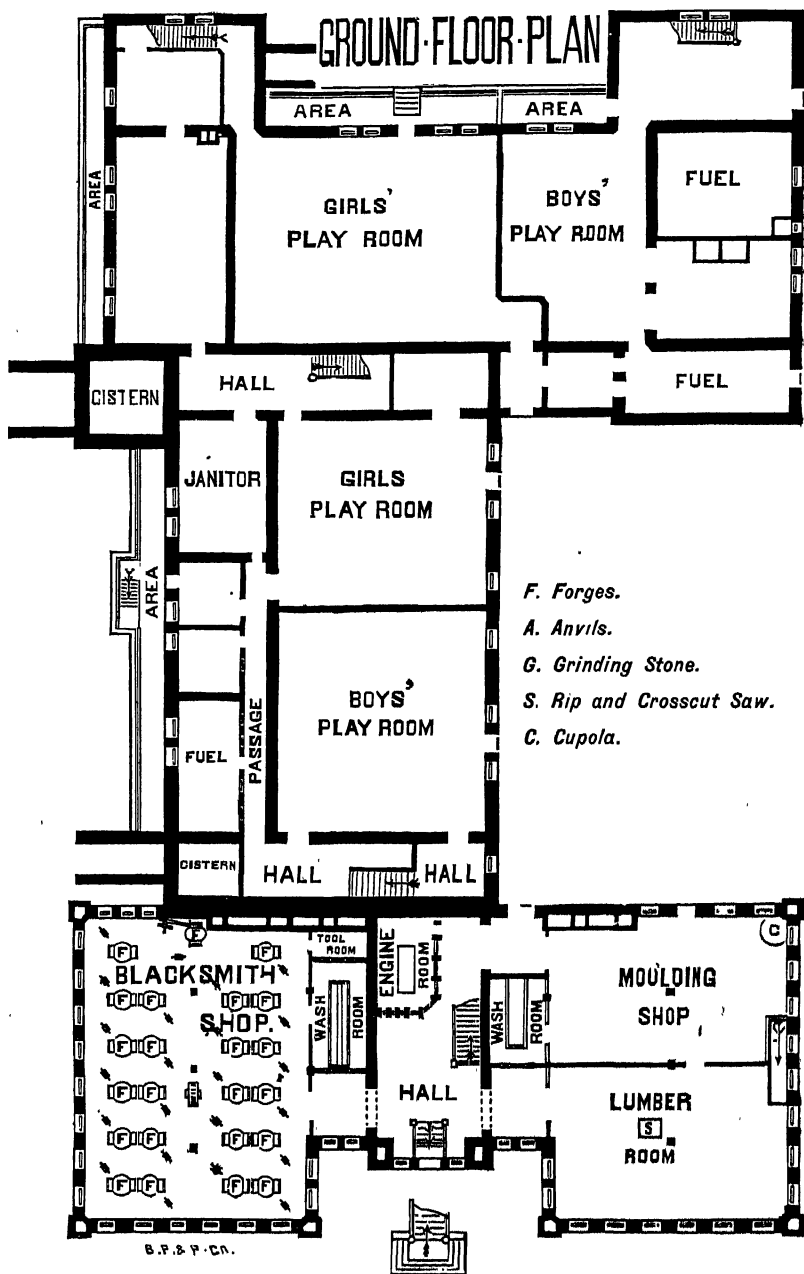 GROUND·FLOOR·PLAN
AREA
AREA
AREA
GIRLS'
PLAY ROOM
BOYS'
PLAY ROOM
FUEL
FUEL
CISTERN
HALL
JANITOR
GIRLS
PLAY ROOM
AREA
BOYS'
PLAY ROOM
FUEL
PASSAGE
CISTERN
HALL
HALL
F. Forges.
A. Anvils.
G. Grinding Stone.
S. Rip and Crosscut Saw.
C. Cupola.
F
TOOL
ROOM
ENGINE
ROOM
C
F F
BLACKSMITH
SHOP.
MOULDING
SHOP
WASH
ROOM
WASH
ROOM
F F F F
F F F F
F F F F
F F F F
F F F F
HALL
LUMBER
S
ROOM
B.P.& P.Co.